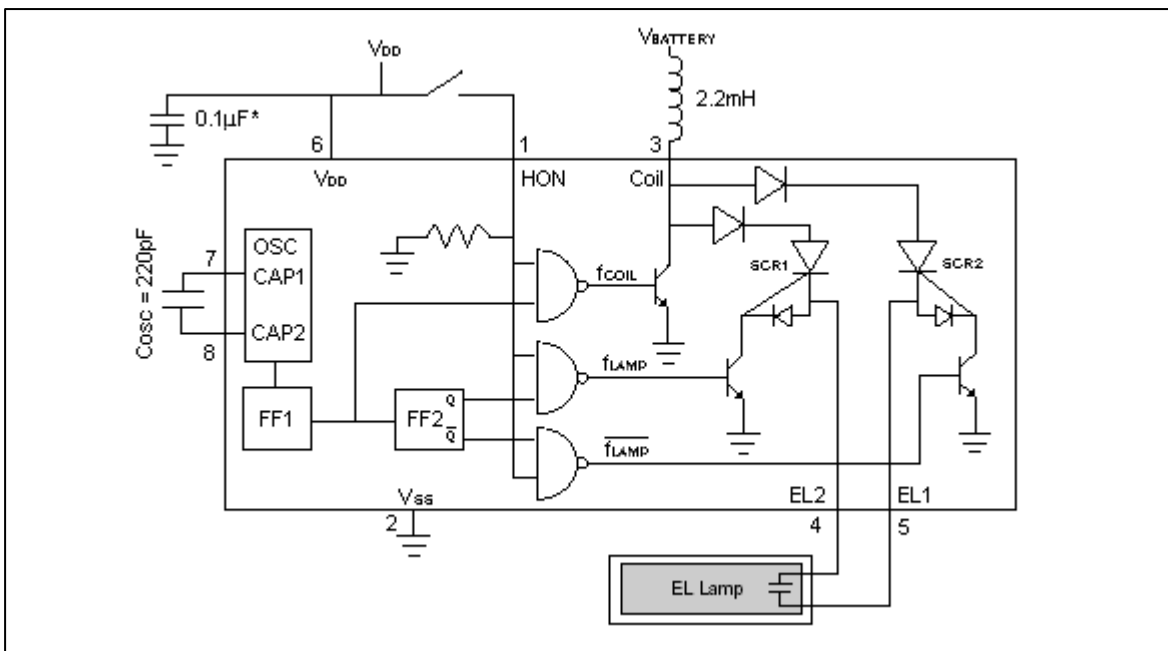 VBATTERY
VDD
2.2mH
0.1µF*
6
1
3
VDD
HON
Coil
OSC
7
CAP1
fCOIL
SCR1
SCR2
Cosc = 220pF
CAP2
8
fLAMP
FF1
FF2
Q
Q̅
f̅L̅A̅M̅P̅
VSS
EL2
EL1
2
4
5
EL Lamp